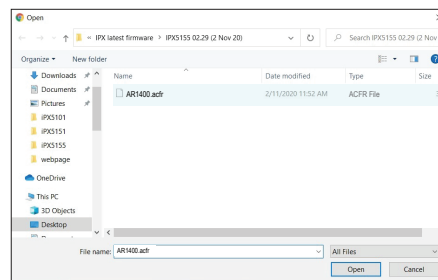 Open
« IPX latest firmware > IPX5155 02.29 (2 Nov 20)
Search IPX5155 02.29 (2 Nov
Organize
New folder
Downloads
Documents
Pictures
iPX5101
iPX5151
iPX5155
webpage
OneDrive
This PC
3D Objects
Desktop
Name
Date modified
Type
Size
AR1400.acfr
2/11/2020 11:52 AM
ACFR File
File name:
AR1400.acfr
All Files
Open
Cancel